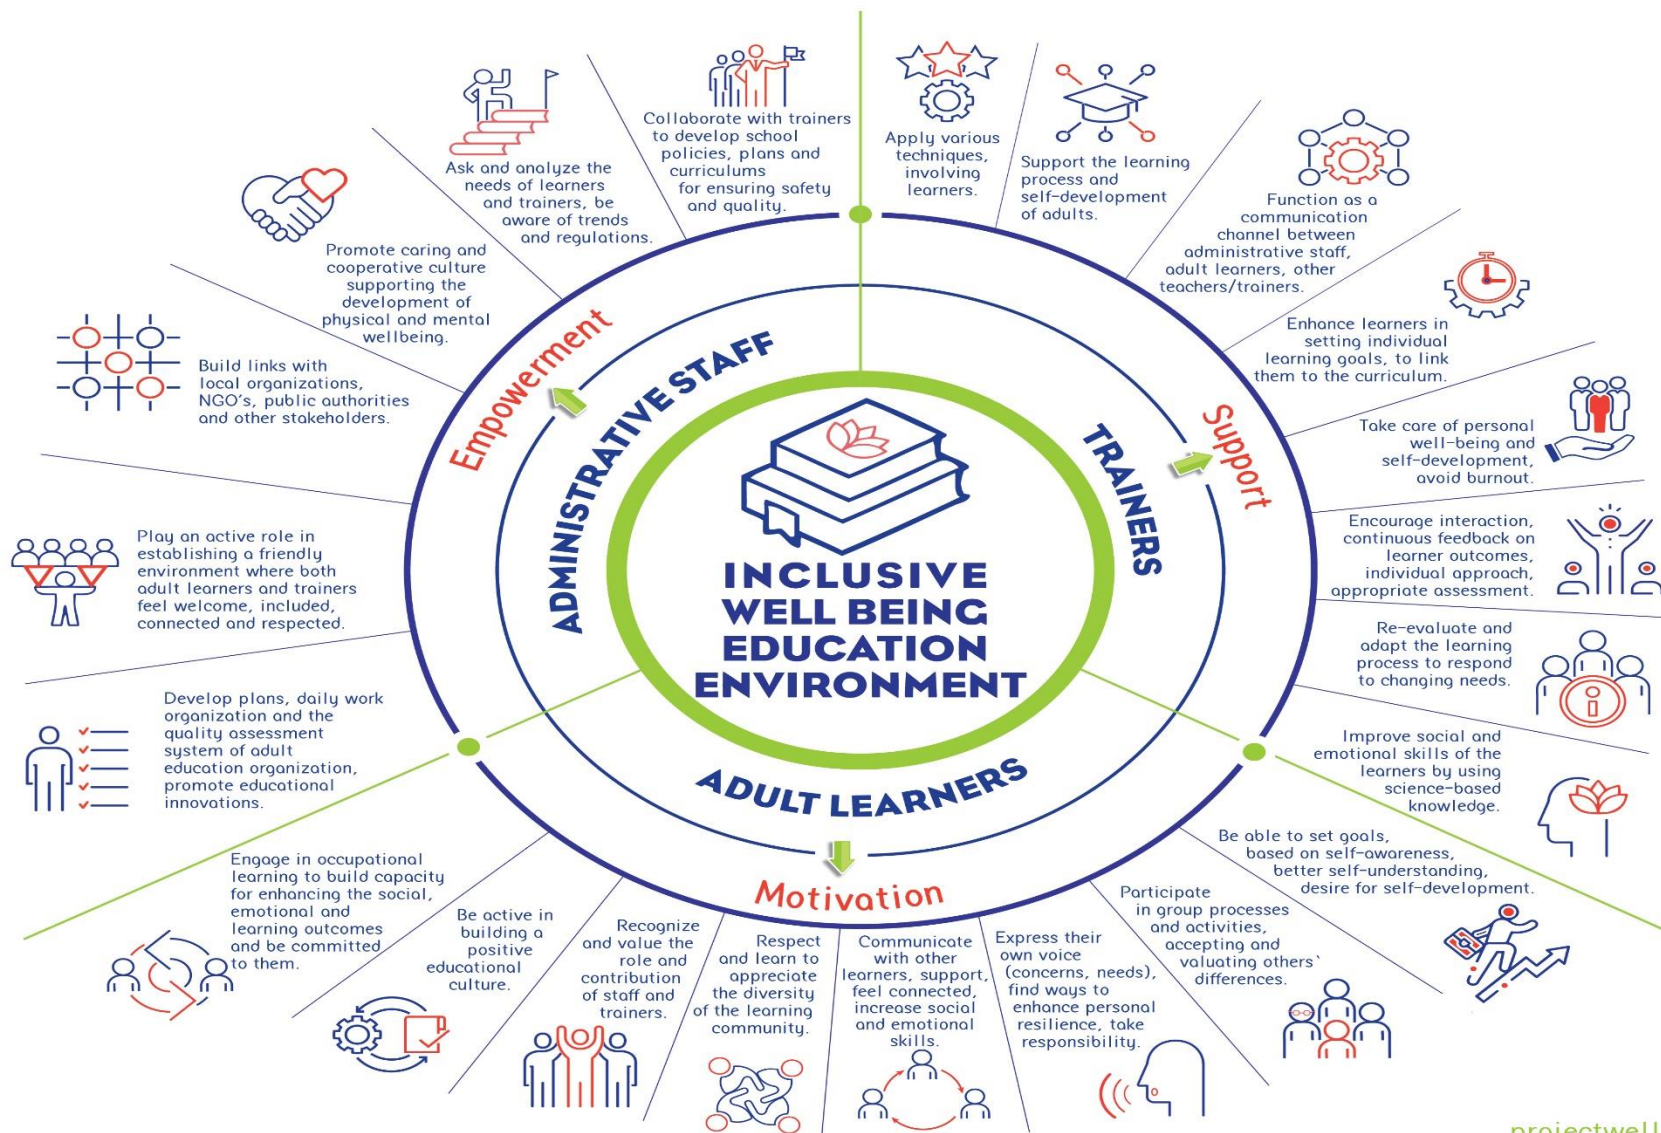 INCLUSIVE
WELL BEING
EDUCATION
ENVIRONMENT
ADMINISTRATIVE STAFF
Empowerment
TRAINERS
Support
ADULT LEARNERS
Motivation
Collaborate with trainers
to develop school
policies, plans and
curriculums
for ensuring safety
and quality.
Ask and analyze the
needs of learners
and trainers, be
aware of trends
and regulations.
Promote caring and
cooperative culture
supporting the
development of
physical and mental
wellbeing.
Build links with
local organizations,
NGO's, public authorities
and other stakeholders.
Play an active role in
establishing a friendly
environment where both
adult learners and trainers
feel welcome, included,
connected and respected.
Develop plans, daily work
organization and the
quality assessment
system of adult
education organization,
promote educational
innovations.
Apply various
techniques,
involving
learners.
Support the learning
process and
self-development
of adults.
Function as a
communication
channel between
administrative staff,
adult learners, other
teachers/trainers.
Enhance learners in
setting individual
learning goals, to link
them to the curriculum.
Take care of personal
well-being and
self-development,
avoid burnout.
Encourage interaction,
continuous feedback on
learner outcomes,
individual approach,
appropriate assessment.
Re-evaluate and
adapt the learning
process to respond
to changing needs.
Improve social and
emotional skills of the
learners by using
science-based
knowledge.
Be able to set goals,
based on self-awareness,
better self-understanding,
desire for self-development.
Participate
in group processes
and activities,
accepting and
valuating others`
differences.
Express their
own voice
(concerns, needs),
find ways to
enhance personal
resilience, take
responsibility.
Communicate
with other
learners, support,
feel connected,
increase social
and emotional
skills.
Respect
and learn to
appreciate
the diversity
of the learning
community.
Recognize
and value the
role and
contribution
of staff and
trainers.
Be active in
building a
positive
educational
culture.
Engage in occupational
learning to build capacity
for enhancing the social,
emotional and
learning outcomes
and be committed
to them.